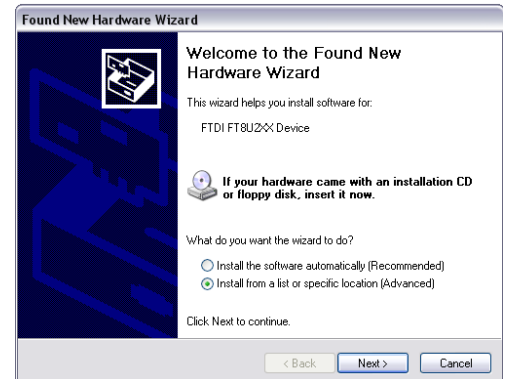 Found New Hardware Wizard
Welcome to the Found New
Hardware Wizard
This wizard helps you install software for:
FTDI FT8U2XX Device
If your hardware came with an installation CD
or floppy disk, insert it now.
What do you want the wizard to do?
Install the software automatically (Recommended)
Install from a list or specific location (Advanced)
Click Next to continue.
< Back Next > Cancel